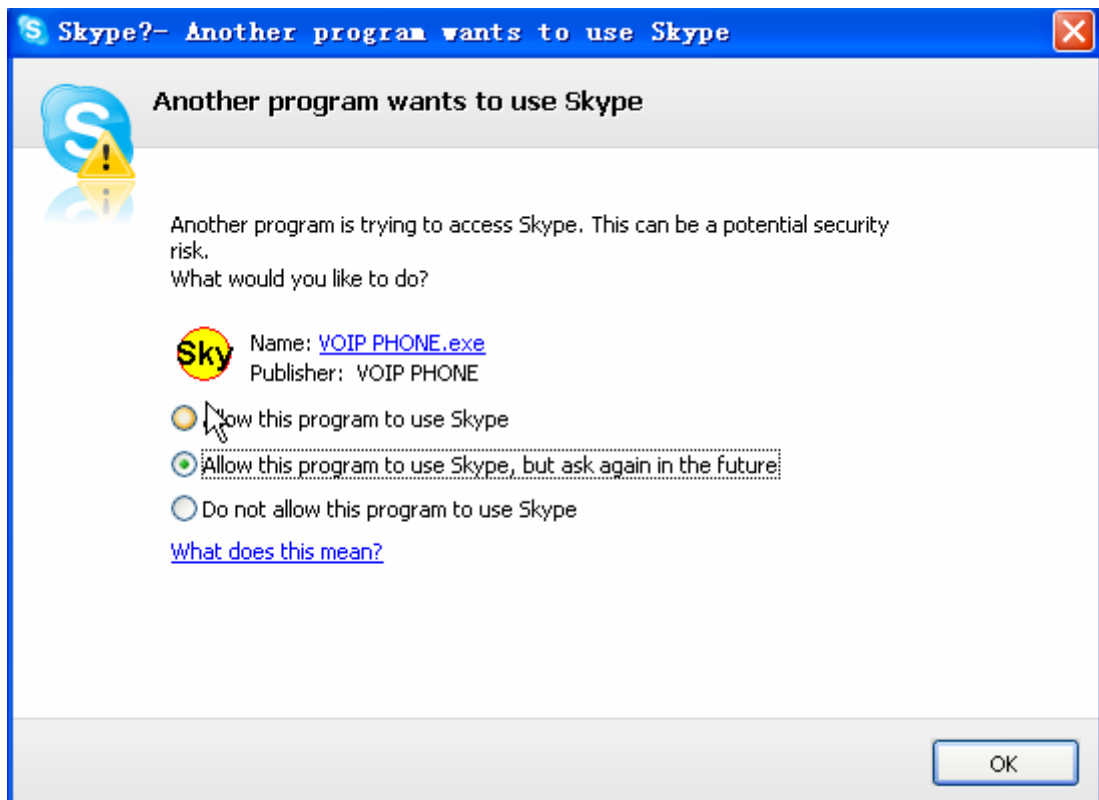 Skype?- Another program wants to use Skype
Another program wants to use Skype
Another program is trying to access Skype. This can be a potential security
risk.
What would you like to do?
Sky
Name: VOIP PHONE.exe
Publisher: VOIP PHONE
Allow this program to use Skype
Allow this program to use Skype, but ask again in the future
Do not allow this program to use Skype
What does this mean?
OK